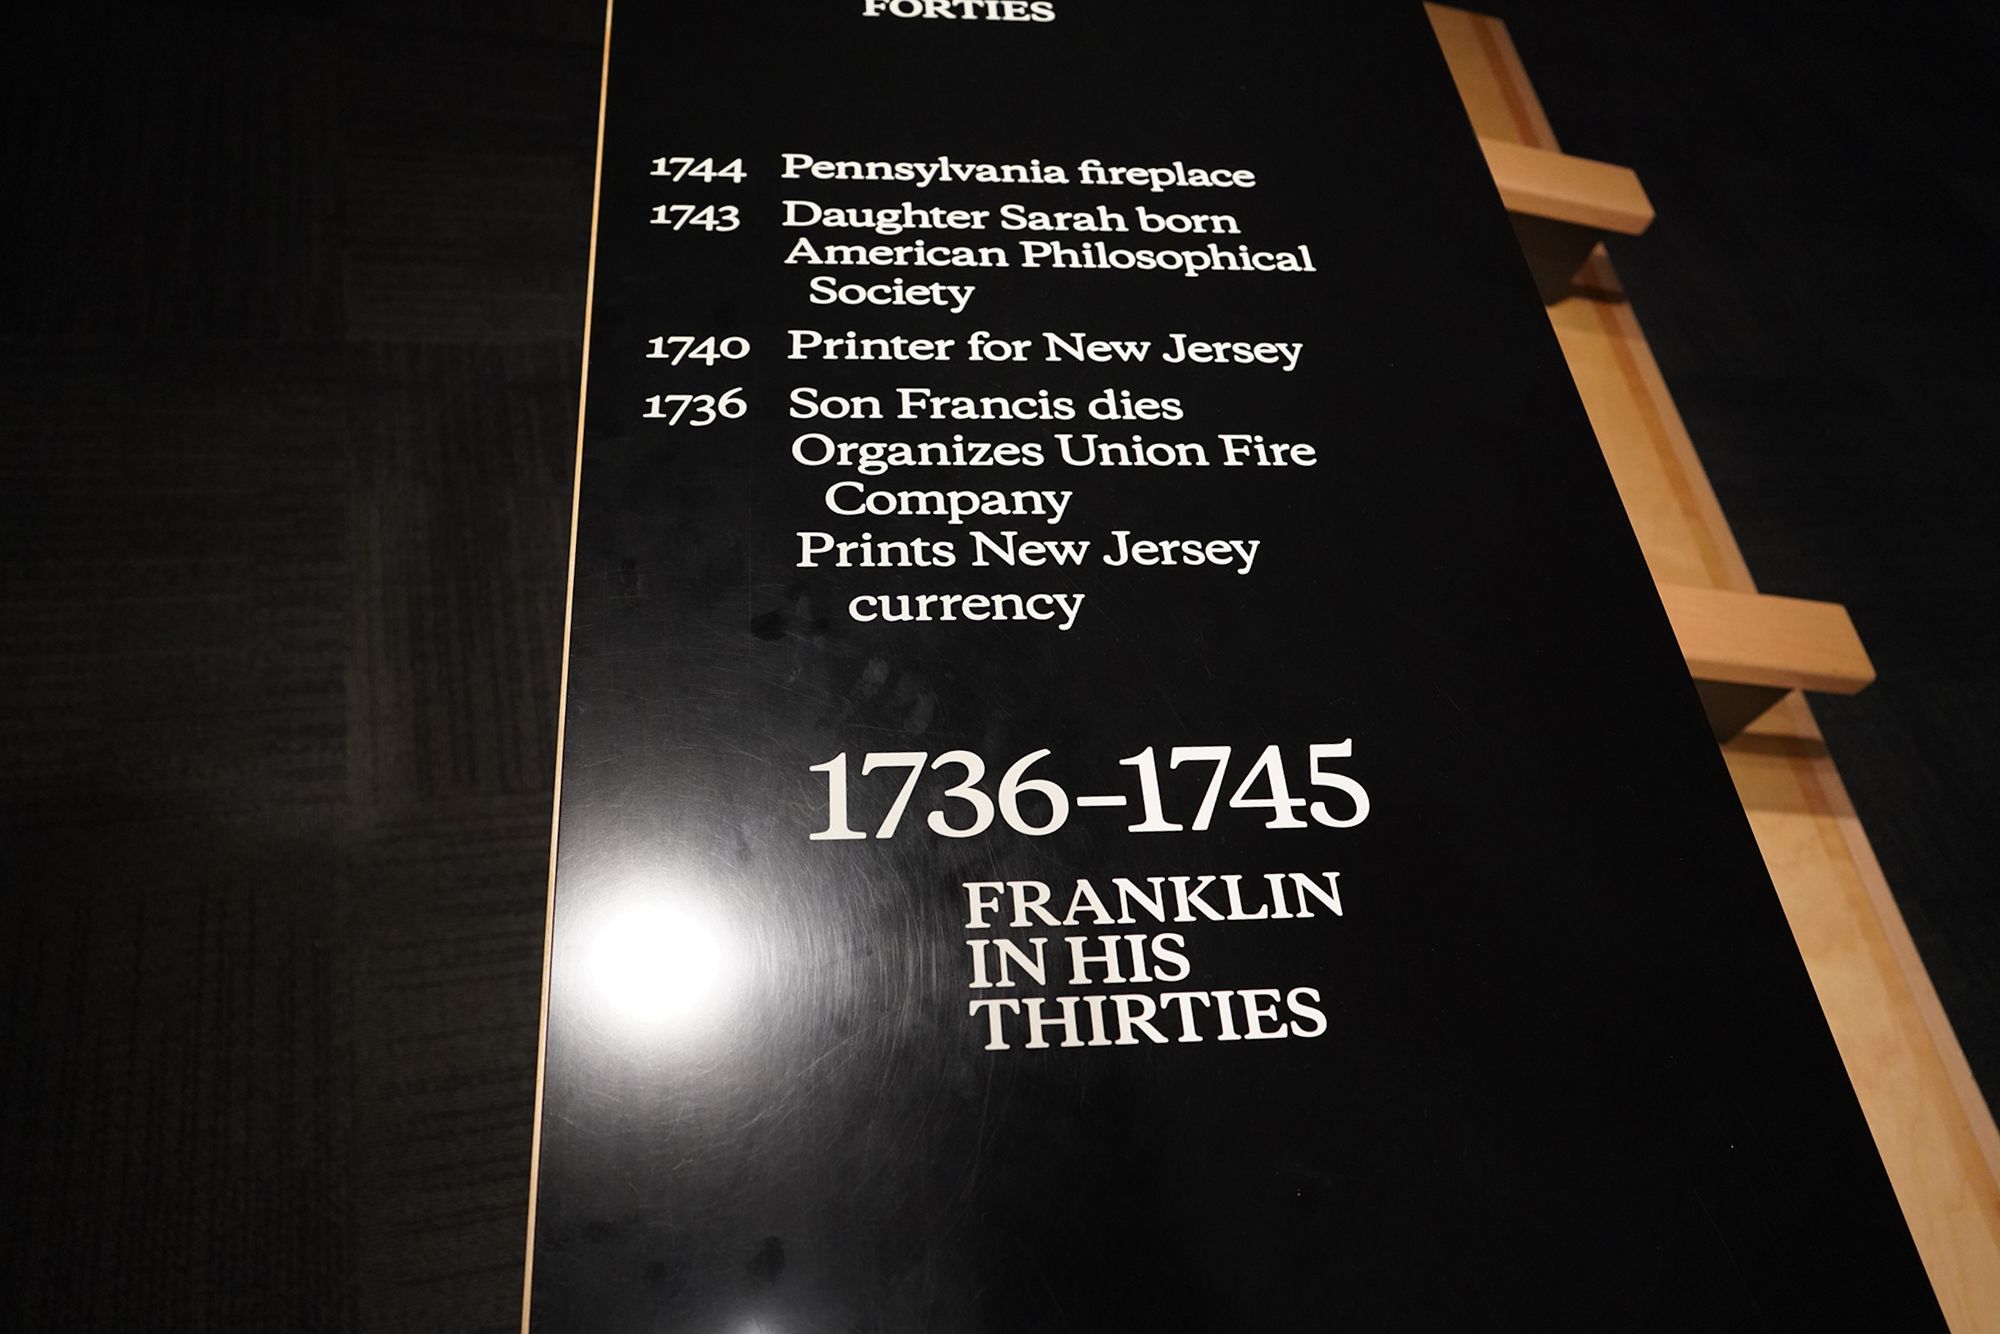 FORTIES
1744 Pennsylvania fireplace
1743 Daughter Sarah born
American Philosophical
Society
1740 Printer for New Jersey
1736 Son Francis dies
Organizes Union Fire
Company
Prints New Jersey
currency
1736–1745
FRANKLIN
IN HIS
THIRTIES